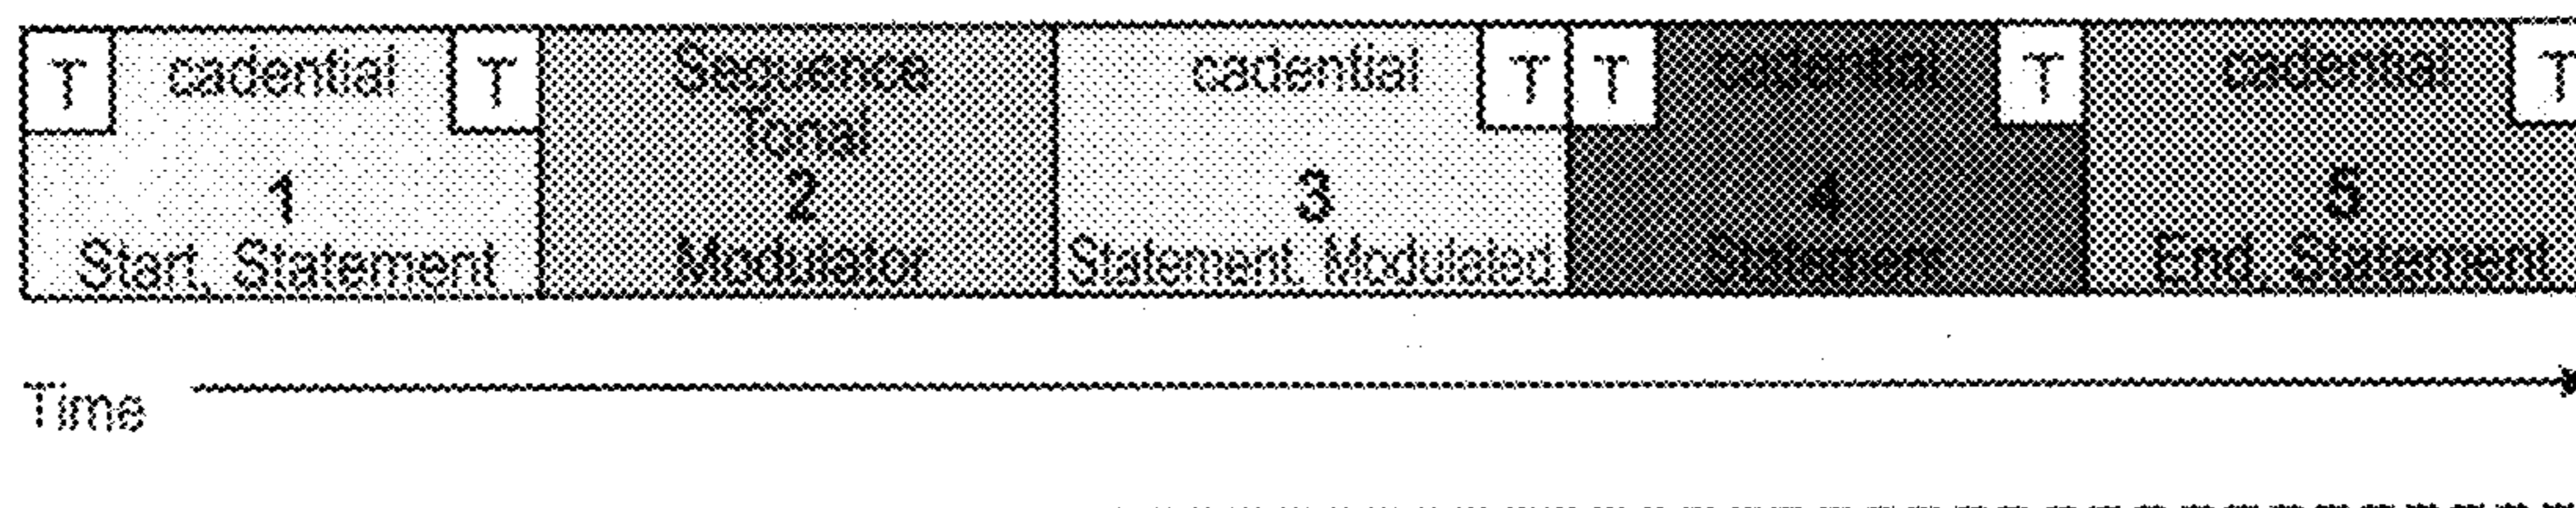 T cadential T
1
Start, Statement
Sequence
Tonal
2
Modulator
cadential T
3
Statement, Modulated
T cadential T
4
Statement
cadential T
5
End, Statement
Time